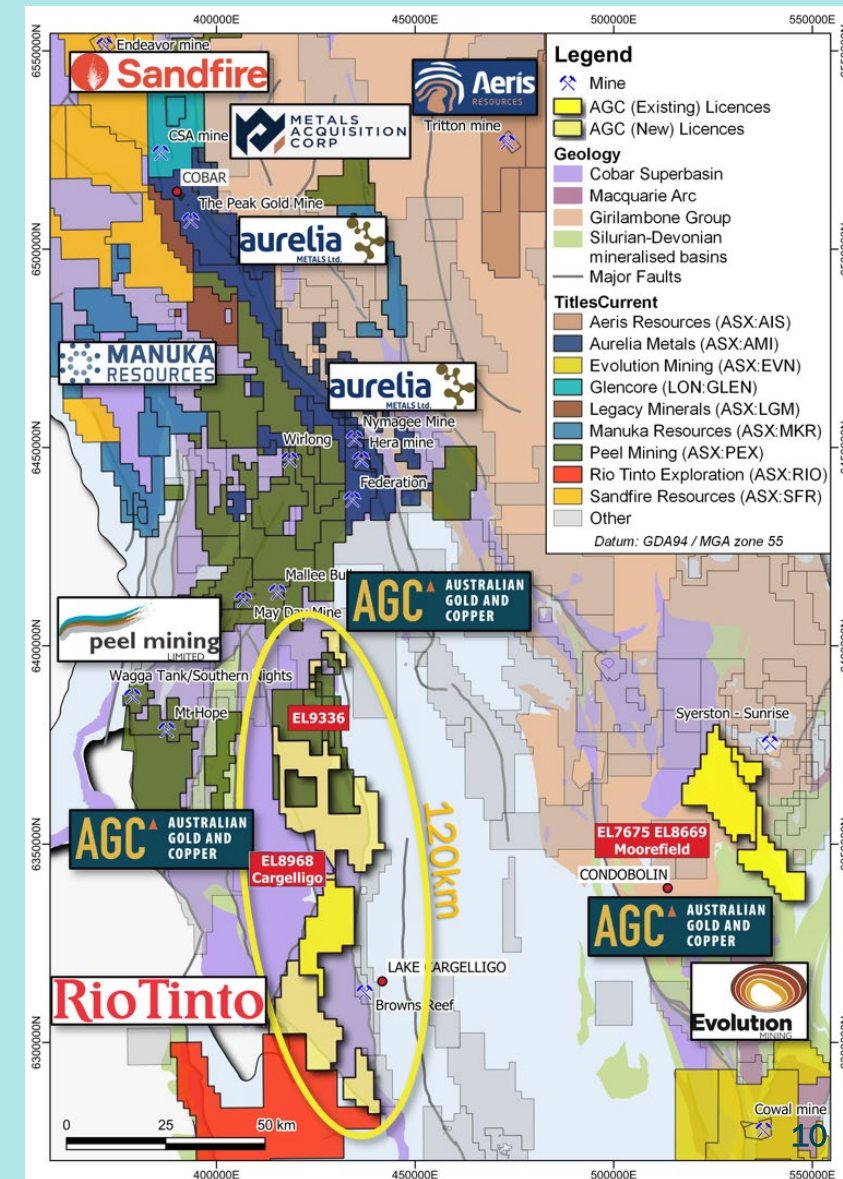 400000E
450000E
500000E
550000E
6550000N
6500000N
6450000N
6400000N
6350000N
6300000N
Endeavor mine
Sandfire
Aeris
RESOURCES
Tritton mine
METALS
ACQUISITION
CORP
CSA mine
COBAR
The Peak Gold Mine
aurelia
METALS Ltd.
MANUKA
RESOURCES
aurelia
METALS Ltd.
Nymagee Mine
Wirlong
Hera mine
Federation
Mallee Bull
AGC AUSTRALIAN
GOLD AND
COPPER
May Day Mine
peel mining
LIMITED
Wagga Tank/Southern Nights
Mt Hope
EL9336
Syerston - Sunrise
AGC AUSTRALIAN
GOLD AND
COPPER
120km
EL8968
Cargelligo
EL7675 EL8669
Moorefield
CONDOBOLIN
AGC AUSTRALIAN
GOLD AND
COPPER
LAKE CARGELLIGO
Browns Reef
RioTinto
Evolution
MINING
Cowal mine
0 25 50 km
10
400000E
450000E
500000E
550000E
Legend
Mine
AGC (Existing) Licences
AGC (New) Licences
Geology
Cobar Superbasin
Macquarie Arc
Girilambone Group
Silurian-Devonian
mineralised basins
Major Faults
TitlesCurrent
Aeris Resources (ASX:AIS)
Aurelia Metals (ASX:AMI)
Evolution Mining (ASX:EVN)
Glencore (LON:GLEN)
Legacy Minerals (ASX:LGM)
Manuka Resources (ASX:MKR)
Peel Mining (ASX:PEX)
Rio Tinto Exploration (ASX:RIO)
Sandfire Resources (ASX:SFR)
Other
Datum: GDA94 / MGA zone 55